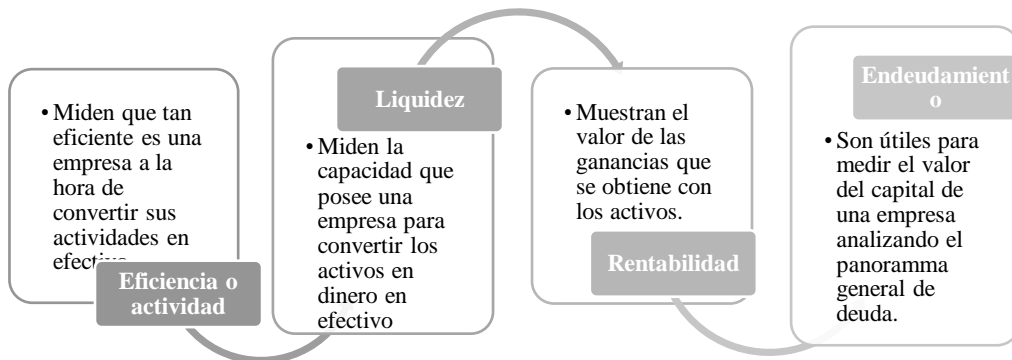 • Miden que tan
eficiente es una
empresa a la
hora de
convertir sus
actividades en
efectivo
Eficiencia o
actividad
Liquidez
• Miden la
capacidad que
posee una
empresa para
convertir los
activos en
dinero en
efectivo
• Muestran el
valor de las
ganancias que
se obtiene con
los activos.
Rentabilidad
Endeudamient
o
• Son útiles para
medir el valor
del capital de
una empresa
analizando el
panoramma
general de
deuda.